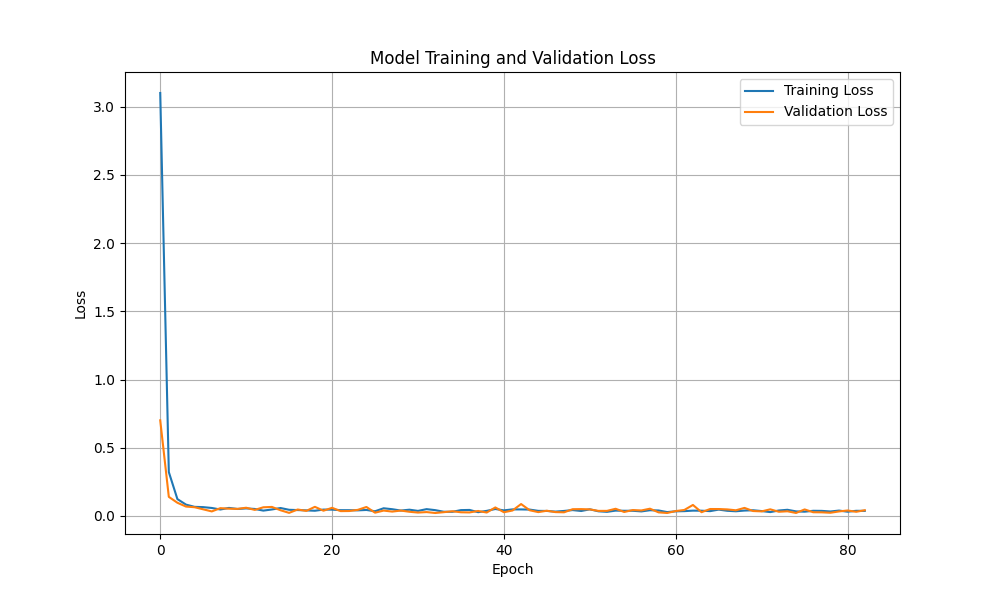 Model Training and Validation Loss
Training Loss
Validation Loss
3.0
2.5
2.0
1.5
1.0
0.5
0.0
Loss
0 20 40 60 80
Epoch